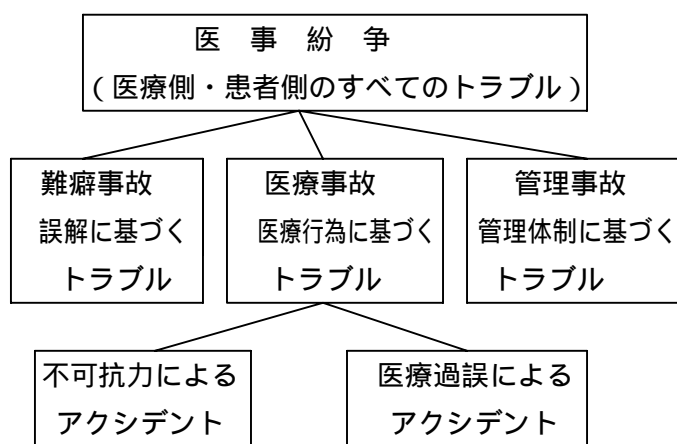 医 事 紛 争
(医療側・患者側のすべてのトラブル)
難癖事故
誤解に基づく
トラブル
医療事故
医療行為に基づく
トラブル
管理事故
管理体制に基づく
トラブル
不可抗力による
アクシデント
医療過誤による
アクシデント